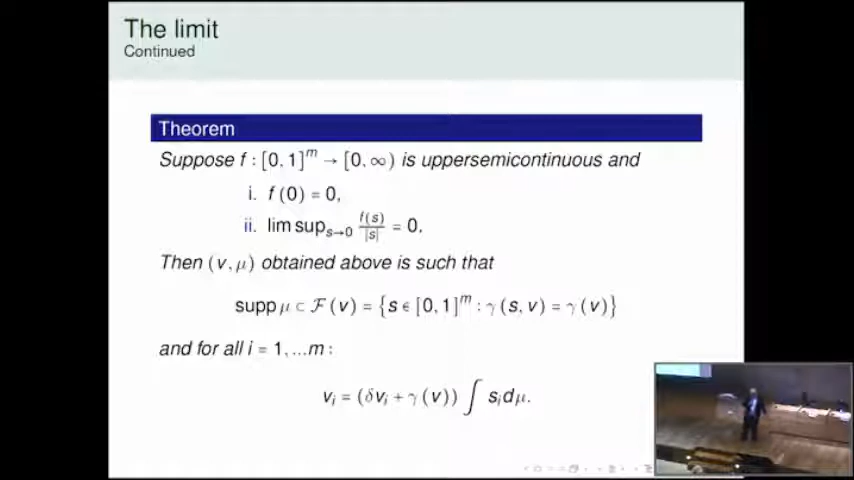 The limit
Continued
Theorem
Suppose f : [0, 1]^m → [0, ∞) is uppersemicontinuous and
i. f (0) = 0,
ii. lim sup_{s→0} f(s)/|s| = 0,
Then (v, μ) obtained above is such that
supp μ ⊂ F (v) = {s ∈ [0, 1]^m : γ (s, v) = γ (v)}
and for all i = 1, ...m :
v_i = (δv_i + γ (v)) ∫ s_i dμ.